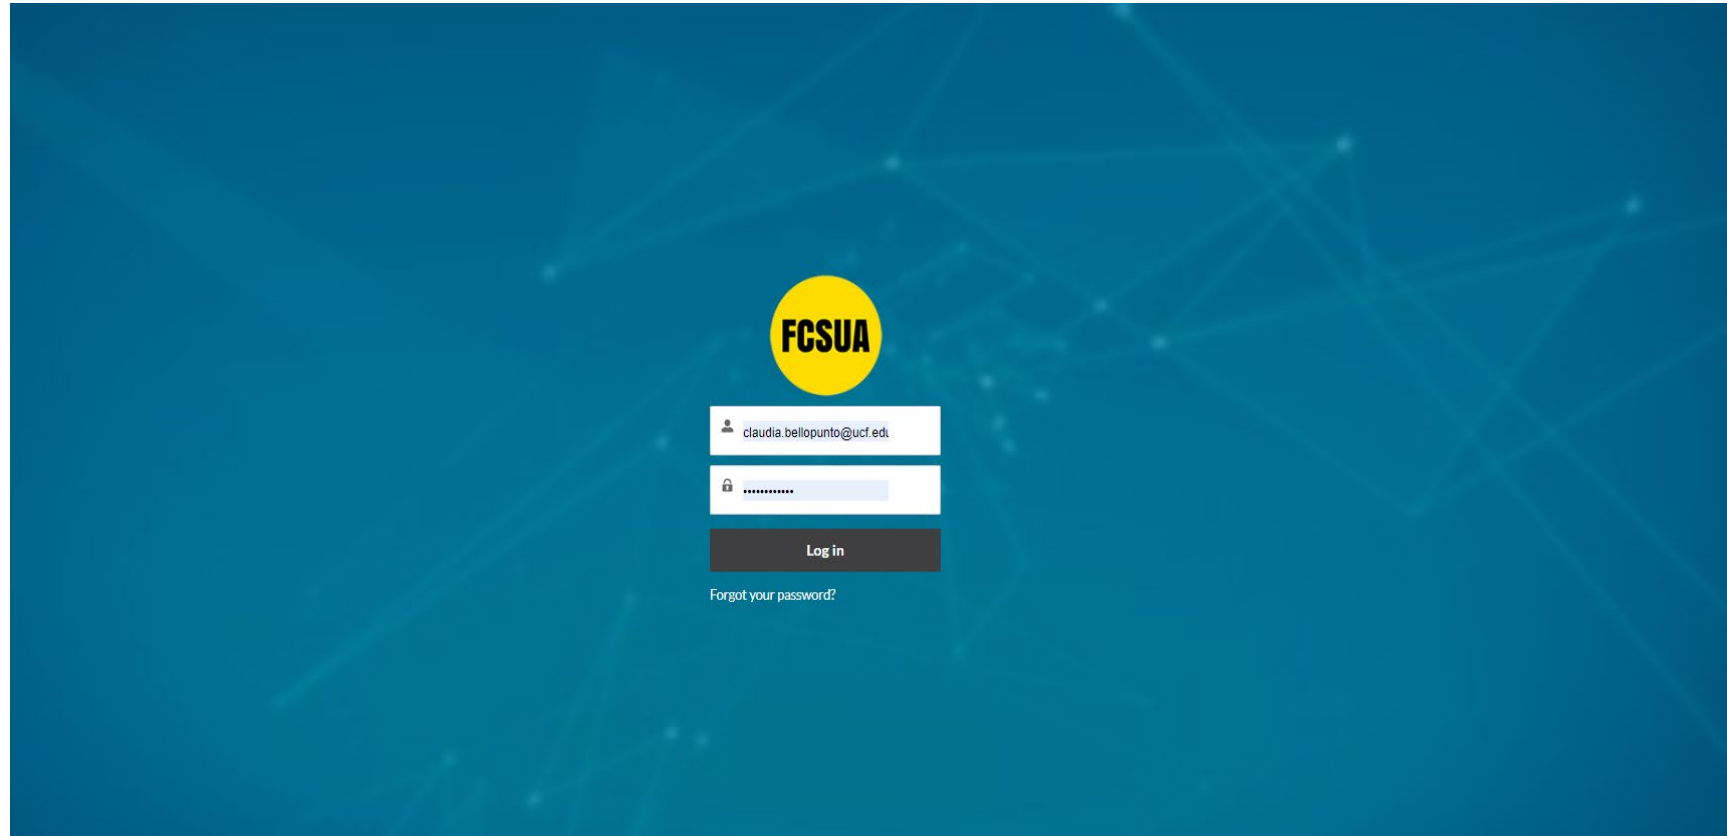 FCSUA
claudia.bellopunto@ucf.edu
••••••••••••
Log in
Forgot your password?